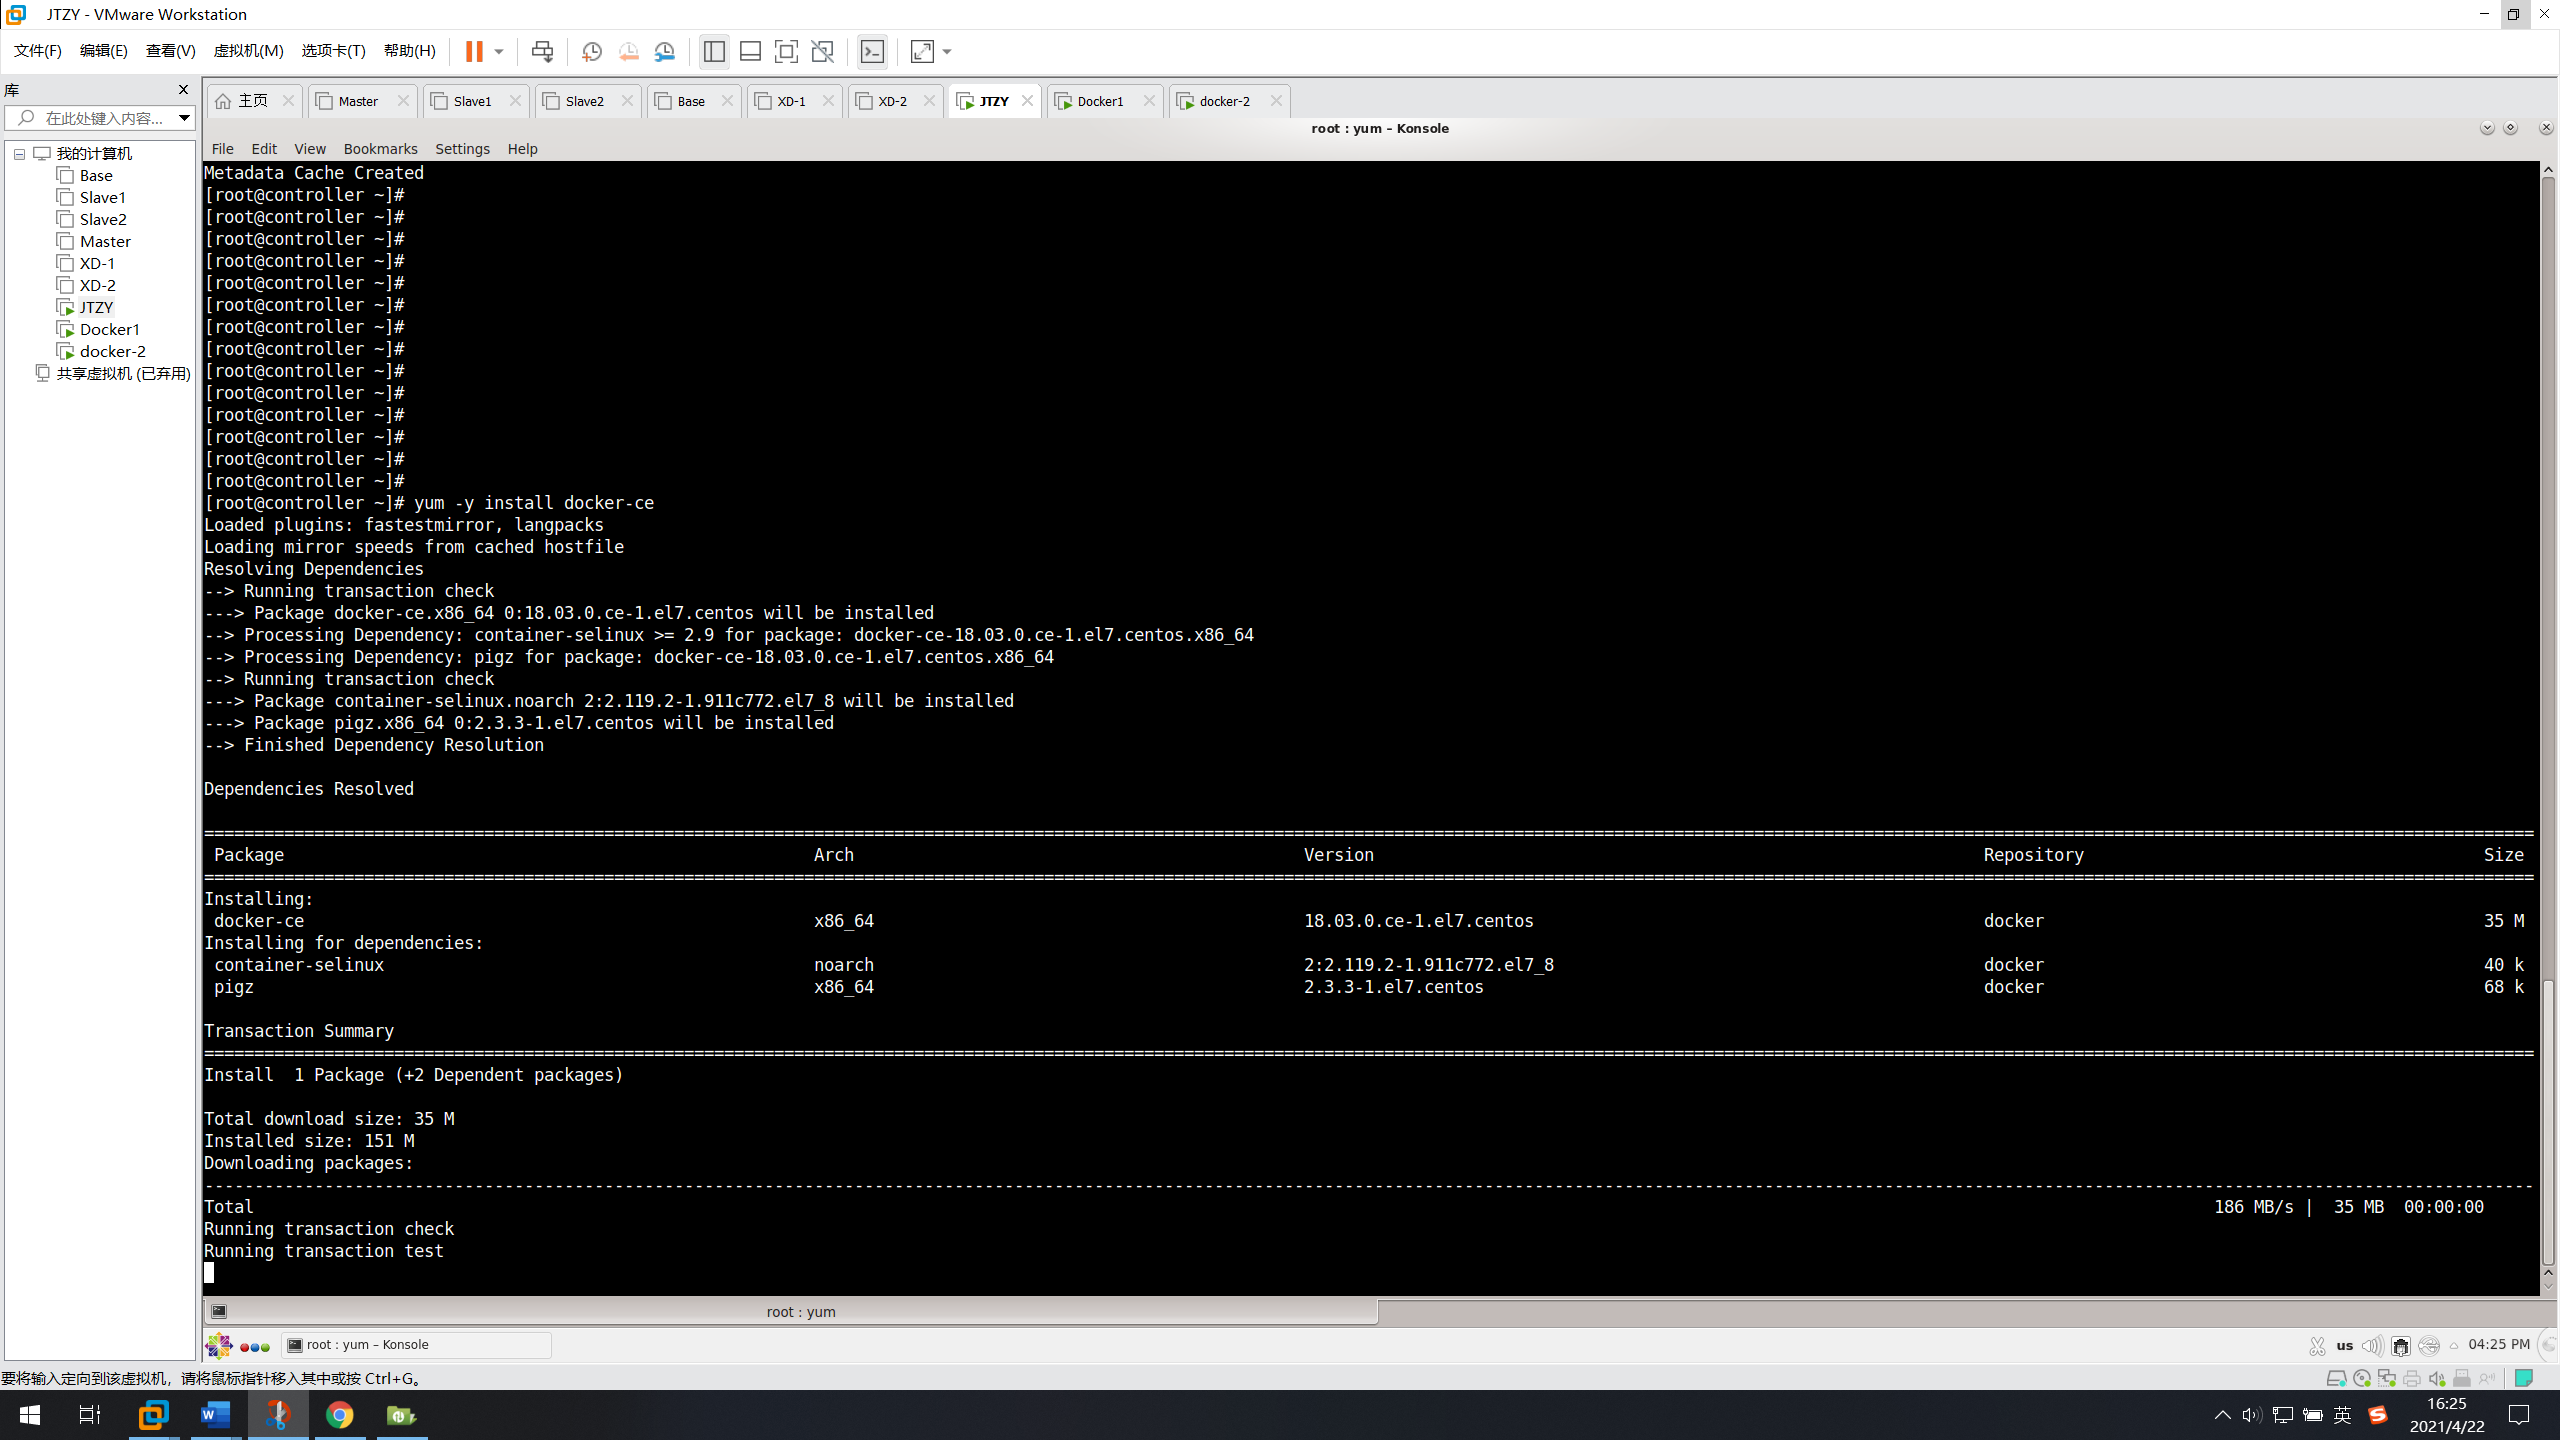 JTZY - VMware Workstation
文件(F) 编辑(E) 查看(V) 虚拟机(M) 选项卡(T) 帮助(H)
库
在此处键入内容...
我的计算机
Base
Slave1
Slave2
Master
XD-1
XD-2
JTZY
Docker1
docker-2
共享虚拟机 (已弃用)
主页 Master Slave1 Slave2 Base XD-1 XD-2 JTZY Docker1 docker-2
root : yum – Konsole
File Edit View Bookmarks Settings Help
Metadata Cache Created
[root@controller ~]#
[root@controller ~]#
[root@controller ~]#
[root@controller ~]#
[root@controller ~]#
[root@controller ~]#
[root@controller ~]#
[root@controller ~]#
[root@controller ~]#
[root@controller ~]#
[root@controller ~]#
[root@controller ~]#
[root@controller ~]#
[root@controller ~]#
[root@controller ~]# yum -y install docker-ce
Loaded plugins: fastestmirror, langpacks
Loading mirror speeds from cached hostfile
Resolving Dependencies
--> Running transaction check
---> Package docker-ce.x86_64 0:18.03.0.ce-1.el7.centos will be installed
--> Processing Dependency: container-selinux >= 2.9 for package: docker-ce-18.03.0.ce-1.el7.centos.x86_64
--> Processing Dependency: pigz for package: docker-ce-18.03.0.ce-1.el7.centos.x86_64
--> Running transaction check
---> Package container-selinux.noarch 2:2.119.2-1.911c772.el7_8 will be installed
---> Package pigz.x86_64 0:2.3.3-1.el7.centos will be installed
--> Finished Dependency Resolution
Dependencies Resolved
Package Arch Version Repository Size
Installing:
docker-ce x86_64 18.03.0.ce-1.el7.centos docker 35 M
Installing for dependencies:
container-selinux noarch 2:2.119.2-1.911c772.el7_8 docker 40 k
pigz x86_64 2.3.3-1.el7.centos docker 68 k
Transaction Summary
Install  1 Package (+2 Dependent packages)
Total download size: 35 M
Installed size: 151 M
Downloading packages:
Total 186 MB/s | 35 MB 00:00:00
Running transaction check
Running transaction test
root : yum
root : yum – Konsole
us 04:25 PM
要将输入定向到该虚拟机，请将鼠标指针移入其中或按 Ctrl+G。
英
16:25
2021/4/22